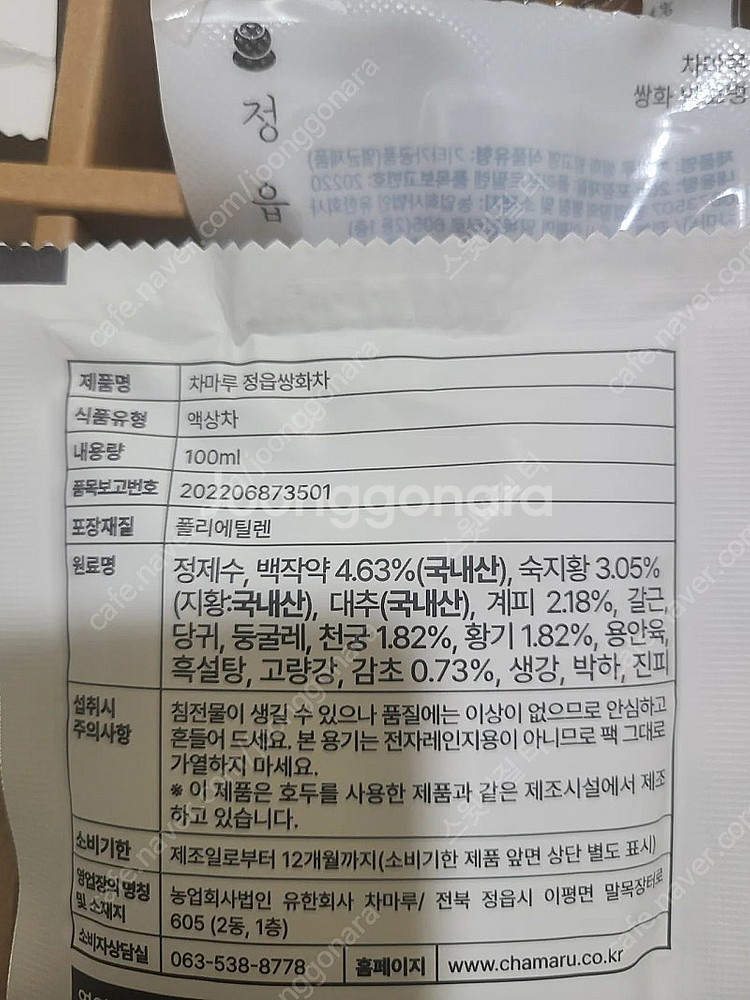 정
읍
쌍화
제품명 차마루 정읍쌍화차
식품유형 액상차
내용량 100ml
품목보고번호 202206873501
포장재질 폴리에틸렌
원료명 정제수, 백작약 4.63%(국내산), 숙지황 3.05%
(지황:국내산), 대추(국내산), 계피 2.18%, 갈근,
당귀, 둥굴레, 천궁 1.82%, 황기 1.82%, 용안육,
흑설탕, 고량강, 감초 0.73%, 생강, 박하, 진피
섭취시 주의사항 침전물이 생길 수 있으나 품질에는 이상이 없으므로 안심하고
흔들어 드세요. 본 용기는 전자레인지용이 아니므로 팩 그대로
가열하지 마세요.
※ 이 제품은 호두를 사용한 제품과 같은 제조시설에서 제조
하고 있습니다.
소비기한 제조일로부터 12개월까지(소비기한 제품 앞면 상단 별도 표시)
영업장의 명칭 및 소재지 농업회사법인 유한회사 차마루/ 전북 정읍시 이평면 말목장터로
605 (2동, 1층)
소비자상담실 063-538-8778 홈페이지 www.chamaru.co.kr
joonggonara
cafe.naver.com/joonggonara